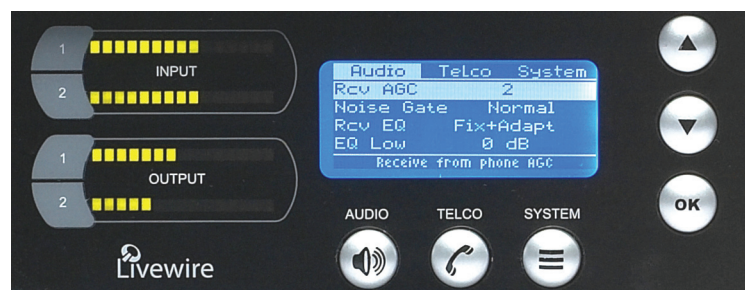 1
INPUT
2
1
OUTPUT
2
Livewire
Audio Telco System
Rcv AGC 2
Noise Gate Normal
Rcv EQ Fix+Adapt
EQ Low 0 dB
Receive from phone AGC
AUDIO TELCO SYSTEM
OK